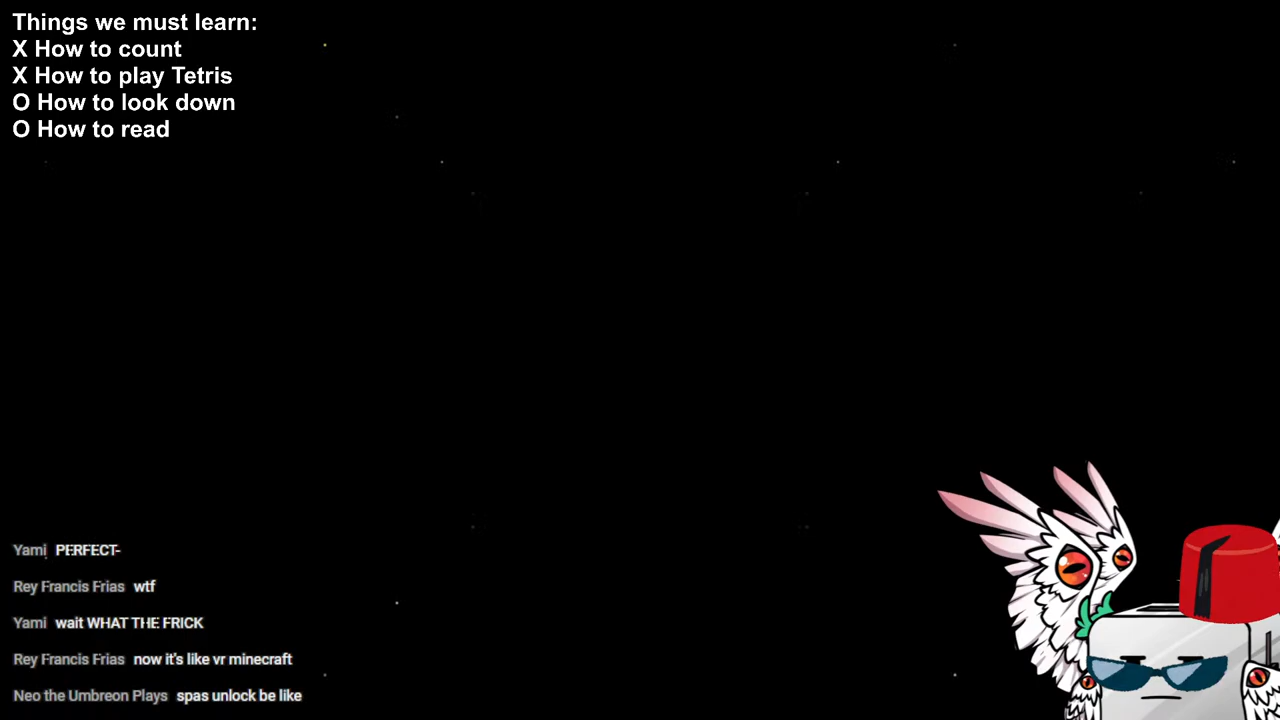 Things we must learn:
X How to count
X How to play Tetris
O How to look down
O How to read
Yami PERFECT-
Rey Francis Frias wtf
Yami wait WHAT THE FRICK
Rey Francis Frias now it's like vr minecraft
Neo the Umbreon Plays spas unlock be like